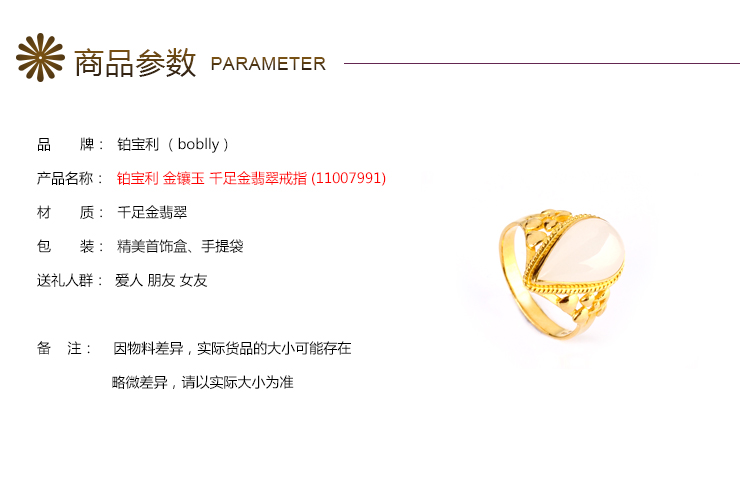 商品参数 PARAMETER
品 牌： 铂宝利（boblly）
产品名称： 铂宝利 金镶玉 千足金翡翠戒指 (11007991)
材 质： 千足金翡翠
包 装： 精美首饰盒、手提袋
送礼人群： 爱人 朋友 女友
备 注： 因物料差异，实际货品的大小可能存在
略微差异，请以实际大小为准